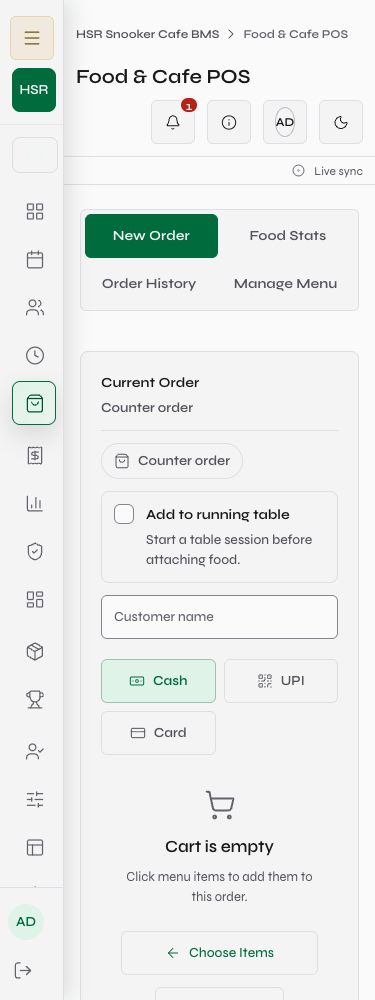 HSR
HSR Snooker Cafe BMS > Food & Cafe POS
Food & Cafe POS
1
AD
Live sync
New Order
Food Stats
Order History
Manage Menu
Current Order
Counter order
Counter order
Add to running table
Start a table session before
attaching food.
Customer name
Cash
UPI
Card
Cart is empty
Click menu items to add them to
this order.
Choose Items
AD